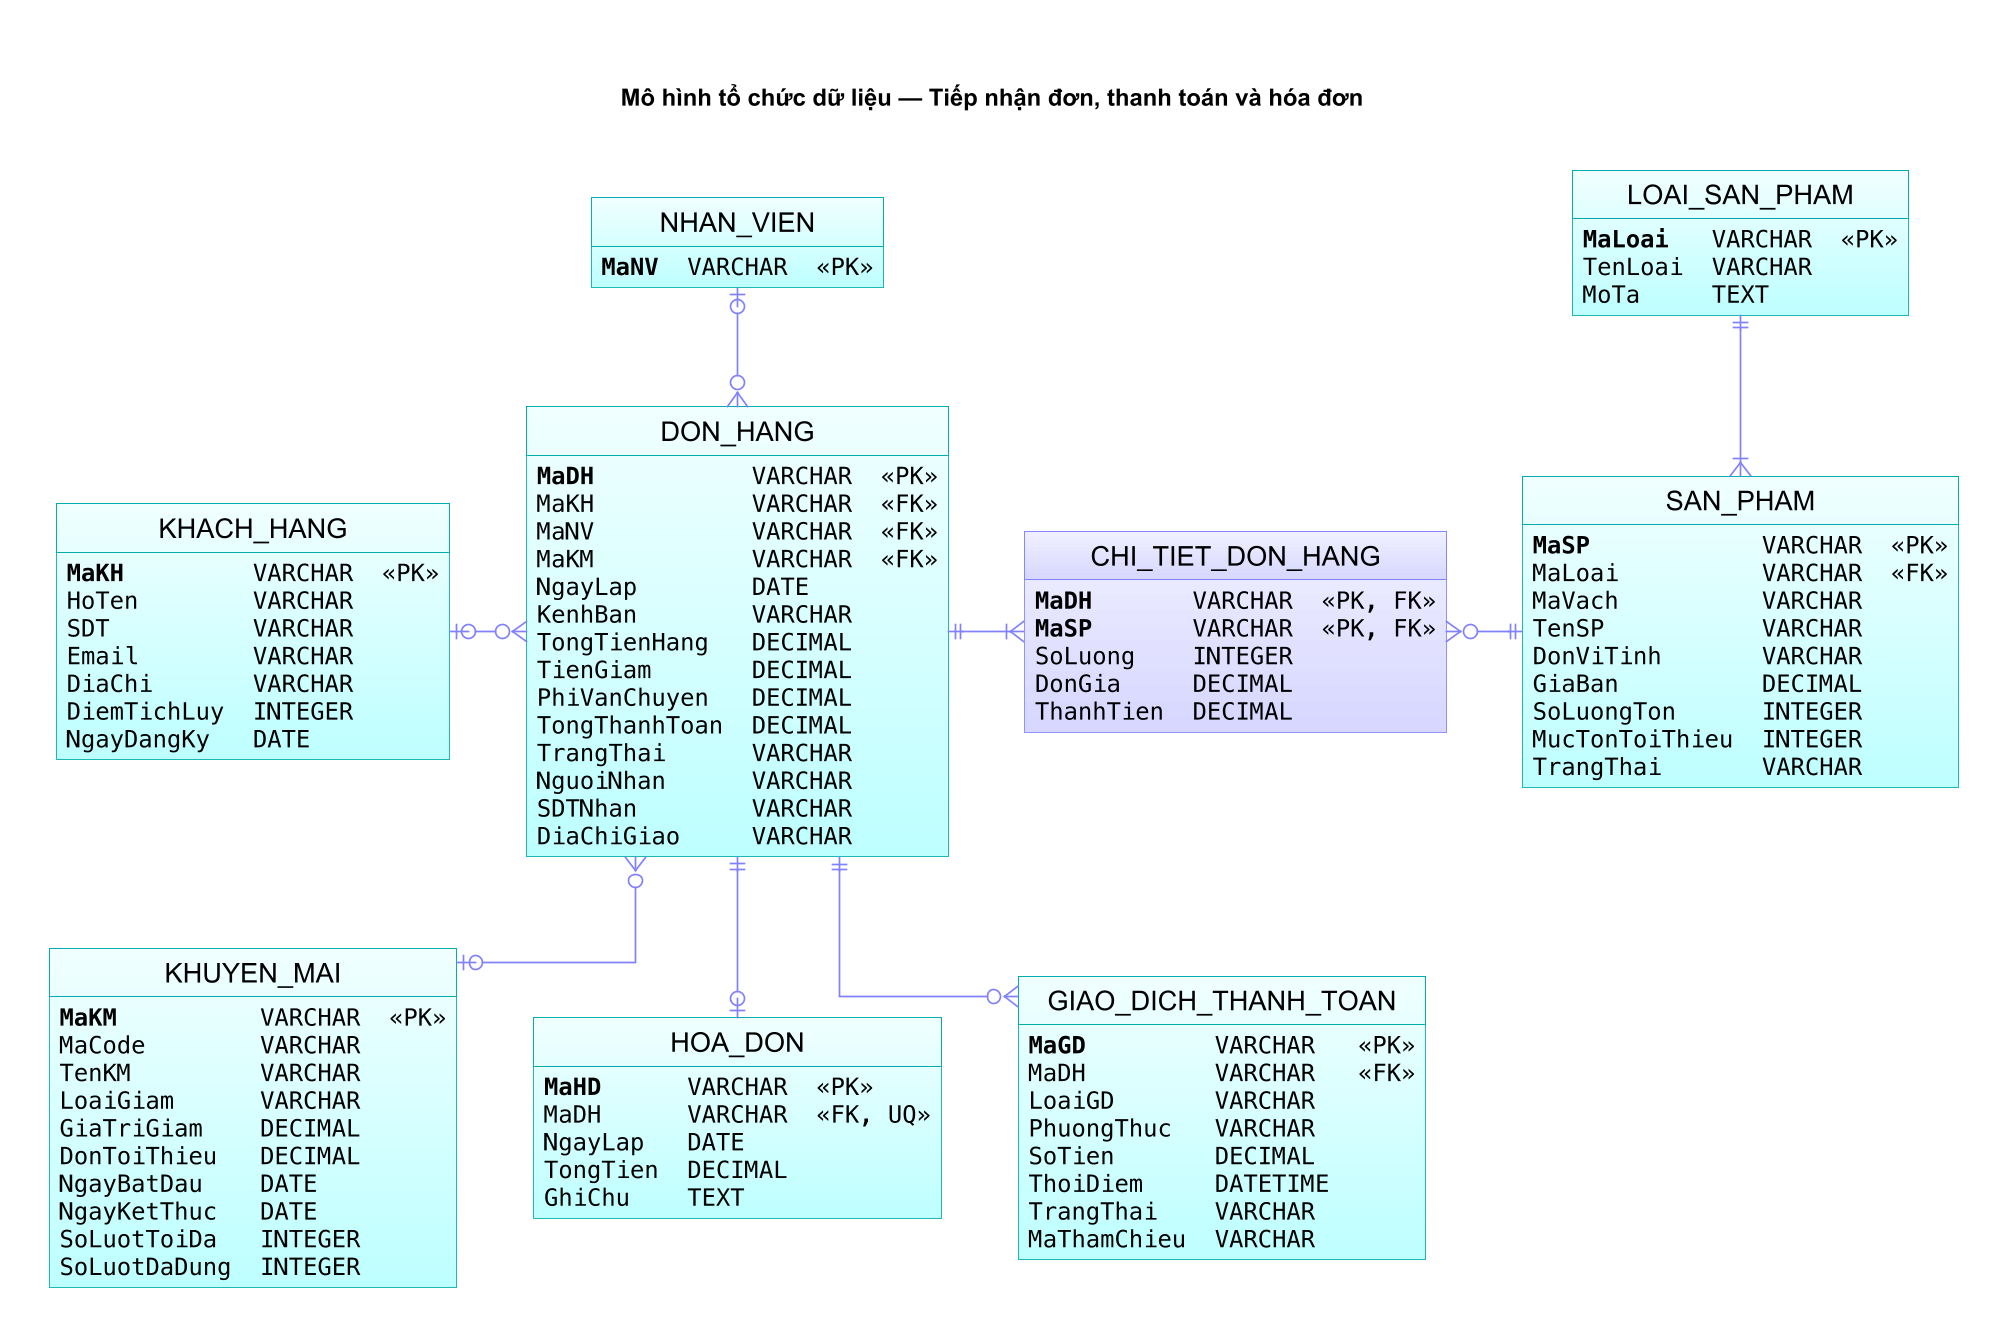 Mô hình tổ chức dữ liệu — Tiếp nhận đơn, thanh toán và hóa đơn
NHAN_VIEN
MaNV VARCHAR «PK»
LOAI_SAN_PHAM
MaLoai VARCHAR «PK»
TenLoai VARCHAR
MoTa TEXT
KHACH_HANG
MaKH VARCHAR «PK»
HoTen VARCHAR
SDT VARCHAR
Email VARCHAR
DiaChi VARCHAR
DiemTichLuy INTEGER
NgayDangKy DATE
DON_HANG
MaDH VARCHAR «PK»
MaKH VARCHAR «FK»
MaNV VARCHAR «FK»
MaKM VARCHAR «FK»
NgayLap DATE
KenhBan VARCHAR
TongTienHang DECIMAL
TienGiam DECIMAL
PhiVanChuyen DECIMAL
TongThanhToan DECIMAL
TrangThai VARCHAR
NguoiNhan VARCHAR
SDTNhan VARCHAR
DiaChiGiao VARCHAR
CHI_TIET_DON_HANG
MaDH VARCHAR «PK, FK»
MaSP VARCHAR «PK, FK»
SoLuong INTEGER
DonGia DECIMAL
ThanhTien DECIMAL
SAN_PHAM
MaSP VARCHAR «PK»
MaLoai VARCHAR «FK»
MaVach VARCHAR
TenSP VARCHAR
DonViTinh VARCHAR
GiaBan DECIMAL
SoLuongTon INTEGER
MucTonToiThieu INTEGER
TrangThai VARCHAR
KHUYEN_MAI
MaKM VARCHAR «PK»
MaCode VARCHAR
TenKM VARCHAR
LoaiGiam VARCHAR
GiaTriGiam DECIMAL
DonToiThieu DECIMAL
NgayBatDau DATE
NgayKetThuc DATE
SoLuotToiDa INTEGER
SoLuotDaDung INTEGER
HOA_DON
MaHD VARCHAR «PK»
MaDH VARCHAR «FK, UQ»
NgayLap DATE
TongTien DECIMAL
GhiChu TEXT
GIAO_DICH_THANH_TOAN
MaGD VARCHAR «PK»
MaDH VARCHAR «FK»
LoaiGD VARCHAR
PhuongThuc VARCHAR
SoTien DECIMAL
ThoiDiem DATETIME
TrangThai VARCHAR
MaThamChieu VARCHAR